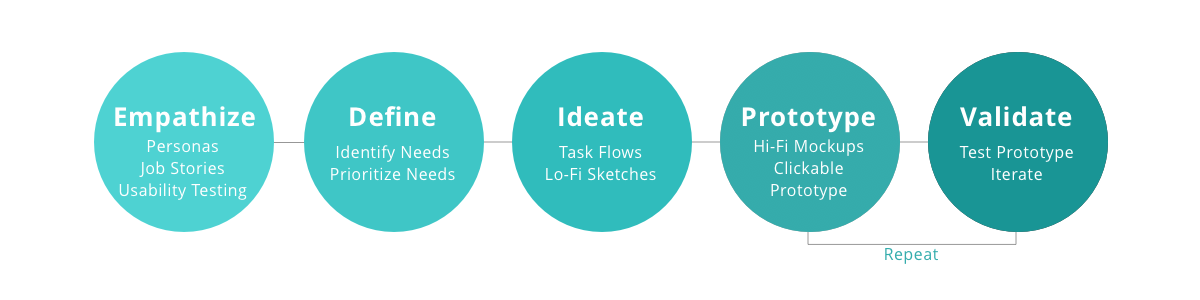 Empathize
Personas
Job Stories
Usability Testing
Define
Identify Needs
Prioritize Needs
Ideate
Task Flows
Lo-Fi Sketches
Prototype
Hi-Fi Mockups
Clickable
Prototype
Validate
Test Prototype
Iterate
Repeat